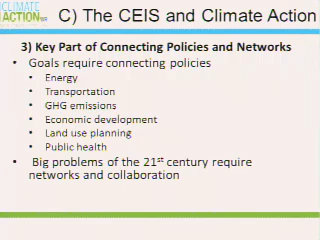 CLIMATE
ACTION
C) The CEIS and Climate Action
3) Key Part of Connecting Policies and Networks
• Goals require connecting policies
• Energy
• Transportation
• GHG emissions
• Economic development
• Land use planning
• Public health
• Big problems of the 21st century require
networks and collaboration